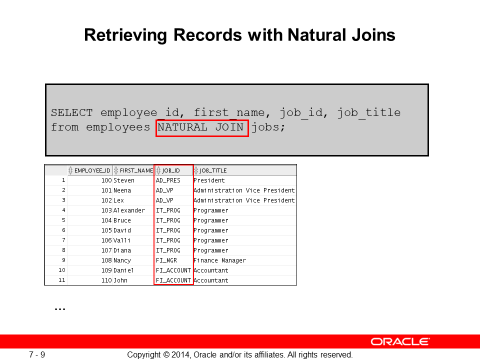 Retrieving Records with Natural Joins
SELECT employee_id, first_name, job_id, job_title
from employees NATURAL JOIN jobs;
EMPLOYEE_ID FIRST_NAME JOB_ID JOB_TITLE
1 100 Steven AD_PRES President
2 101 Neena AD_VP Administration Vice President
3 102 Lex AD_VP Administration Vice President
4 103 Alexander IT_PROG Programmer
5 104 Bruce IT_PROG Programmer
6 105 David IT_PROG Programmer
7 106 Valli IT_PROG Programmer
8 107 Diana IT_PROG Programmer
9 108 Nancy FI_MGR Finance Manager
10 109 Daniel FI_ACCOUNT Accountant
11 110 John FI_ACCOUNT Accountant
...
ORACLE
7 - 9 Copyright © 2014, Oracle and/or its affiliates. All rights reserved.